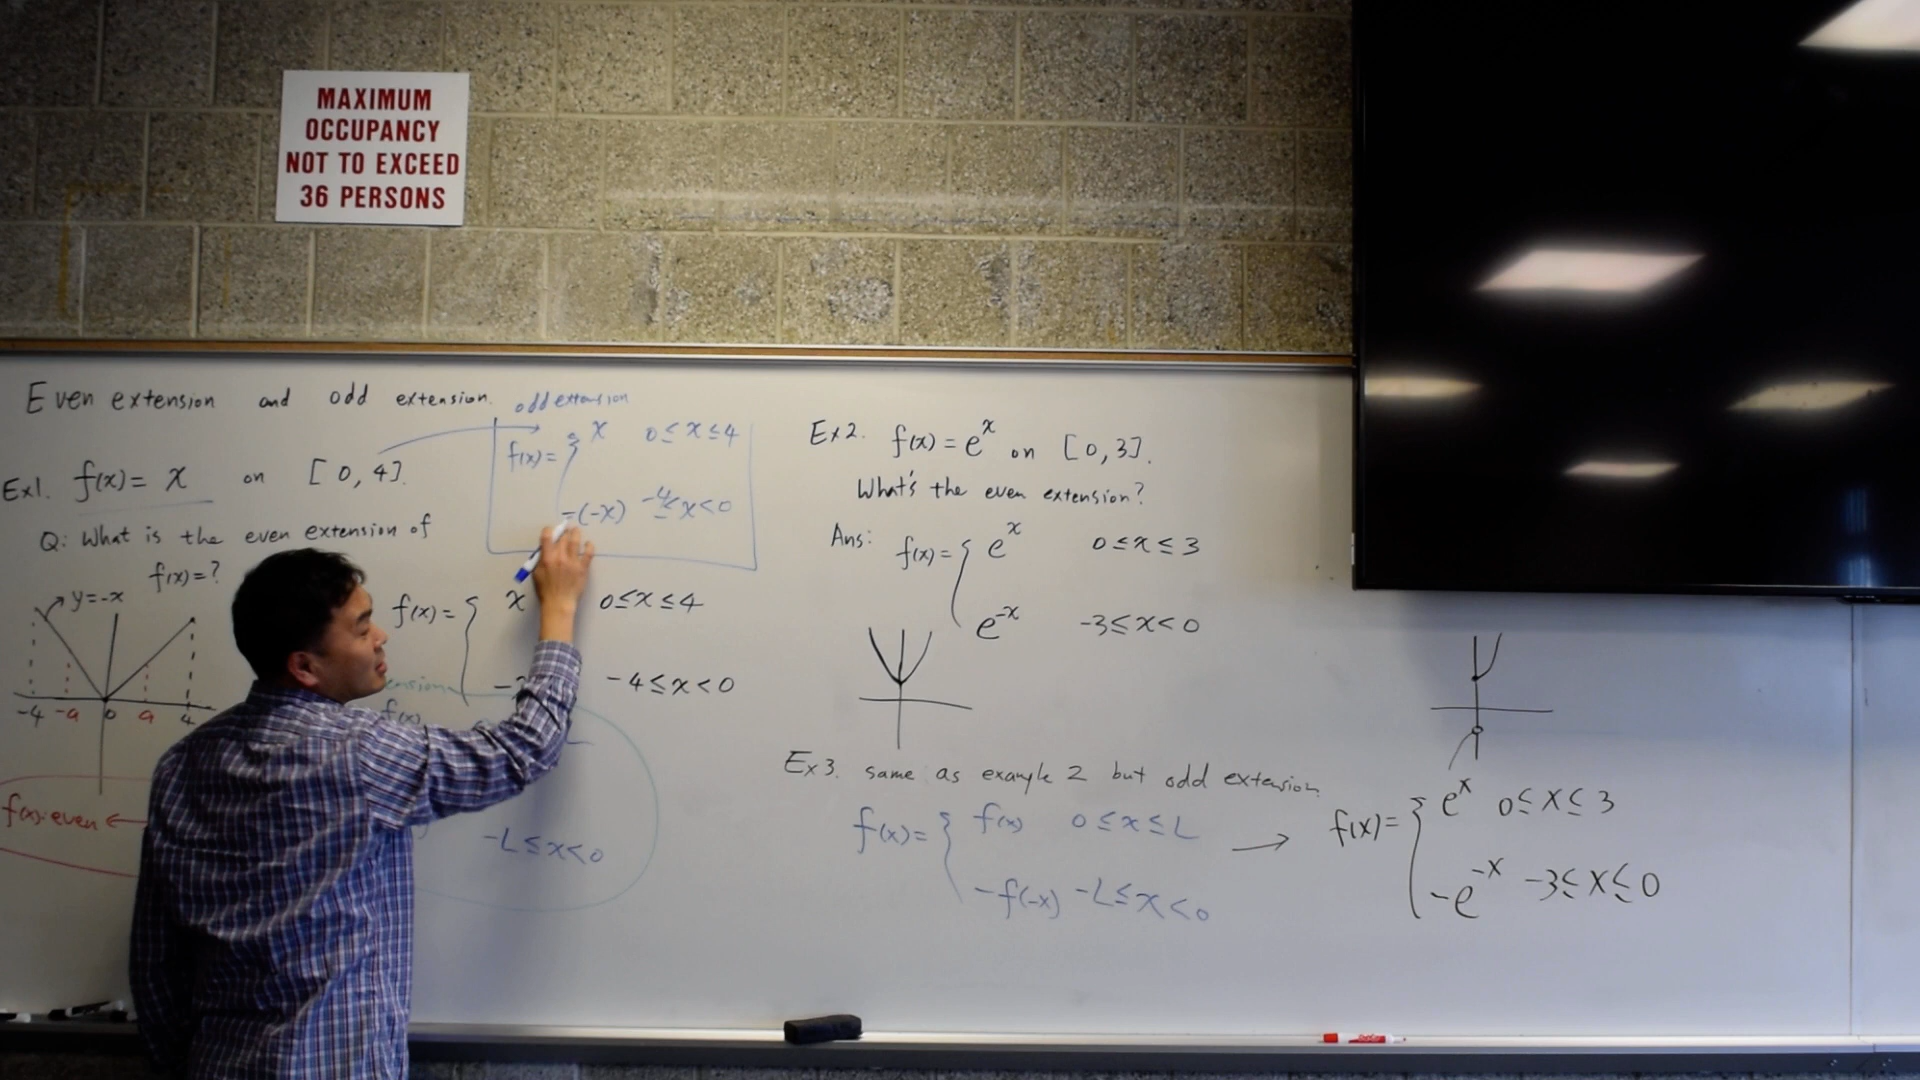 MAXIMUM
OCCUPANCY
NOT TO EXCEED
36 PERSONS
Even extension and odd extension.
odd extension
Ex1. f(x) = x on [0, 4].
f(x) = { x 0 ≤ x ≤ 4
-(-x) -4 ≤ x < 0
Q: What is the even extension of
f(x) = ?
y = -x
-4 -a 0 a 4
f(x) = { x 0 ≤ x ≤ 4
-4 ≤ x < 0
f(x)
f(x): even ←
-L ≤ x < 0
Ex2. f(x) = e^x on [0, 3].
What's the even extension?
Ans: f(x) = { e^x 0 ≤ x ≤ 3
e^-x -3 ≤ x < 0
Ex3. same as example 2 but odd extension.
f(x) = { f(x) 0 ≤ x ≤ L
-f(-x) -L ≤ x < 0
→ f(x) = { e^x 0 ≤ x ≤ 3
-e^-x -3 ≤ x ≤ 0